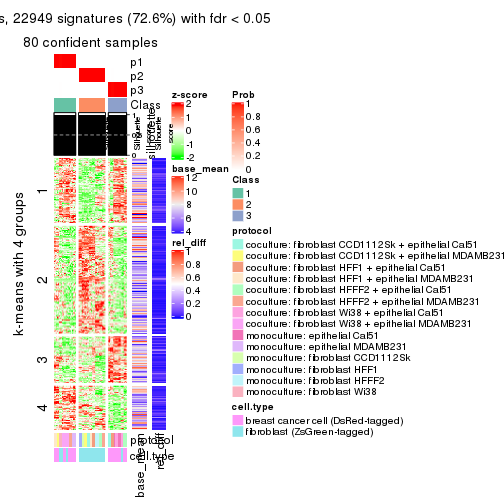 s, 22949 signatures (72.6%) with fdr < 0.05
80 confident samples
p1
p2
p3
Class
1
0.5
0
Silhouette
score
silhouette
k-means with 4 groups
1
2
3
4
protocol
cell.type
base_mean
rel_diff
z-score
2
1
0
-1
-2
base_mean
12
10
8
6
4
rel_diff
1
0.8
0.6
0.4
0.2
0
Prob
1
0.8
0.6
0.4
0.2
0
Class
1
2
3
protocol
coculture: fibroblast CCD1112Sk + epithelial Cal51
coculture: fibroblast CCD1112Sk + epithelial MDAMB231
coculture: fibroblast HFF1 + epithelial Cal51
coculture: fibroblast HFF1 + epithelial MDAMB231
coculture: fibroblast HFFF2 + epithelial Cal51
coculture: fibroblast HFFF2 + epithelial MDAMB231
coculture: fibroblast Wi38 + epithelial Cal51
coculture: fibroblast Wi38 + epithelial MDAMB231
monoculture: epithelial Cal51
monoculture: epithelial MDAMB231
monoculture: fibroblast CCD1112Sk
monoculture: fibroblast HFF1
monoculture: fibroblast HFFF2
monoculture: fibroblast Wi38
cell.type
breast cancer cell (DsRed-tagged)
fibroblast (ZsGreen-tagged)